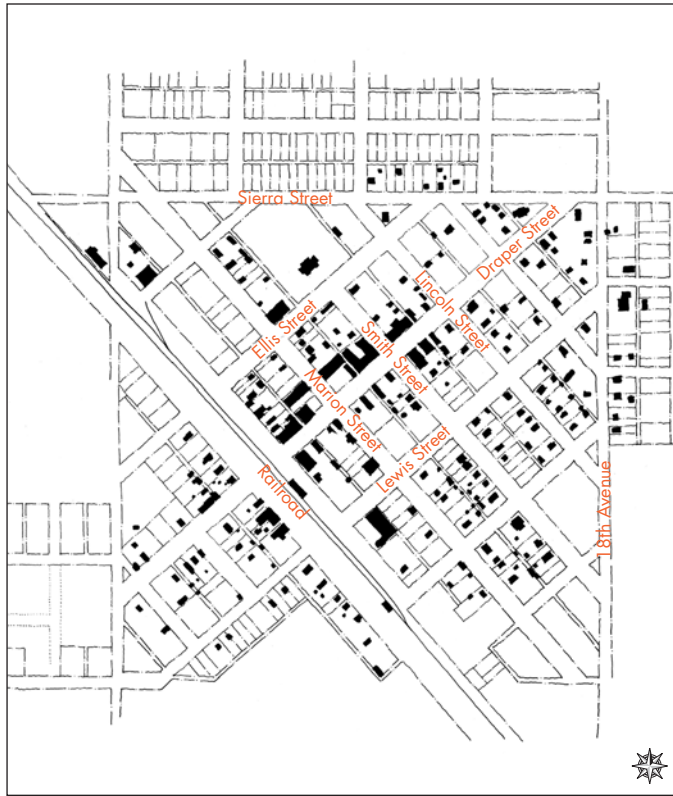 Sierra Street
Draper Street
Lincoln Street
Ellis Street
Smith Street
Marion Street
Lewis Street
Railroad
18th Avenue